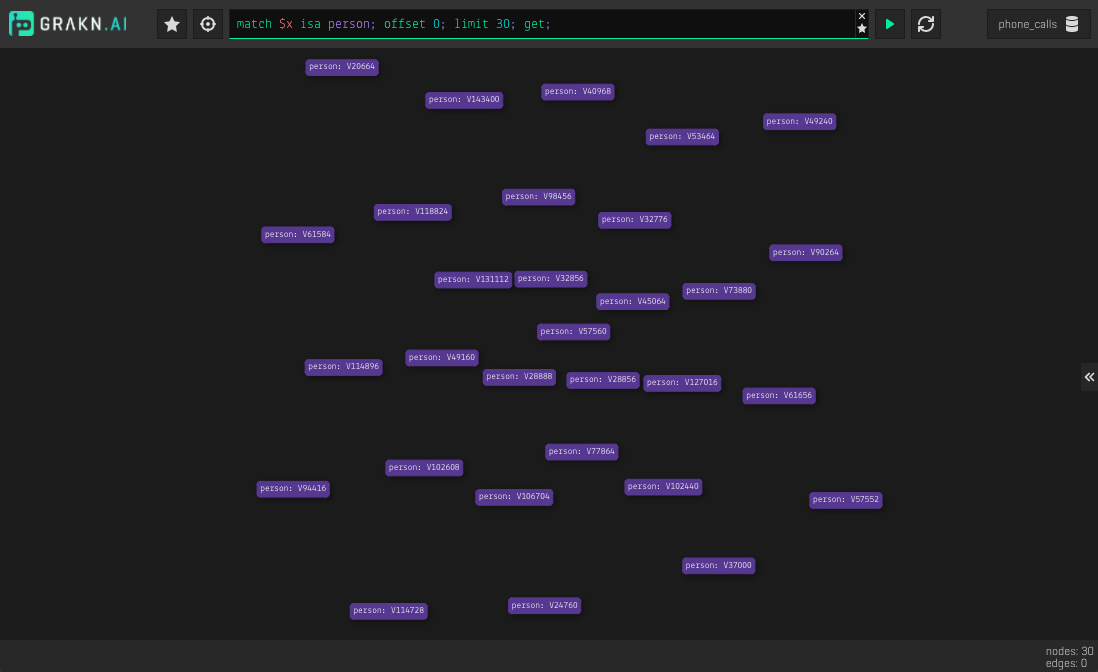 GRAKN.AI
match $x isa person; offset 0; limit 30; get;
phone_calls
person: V20664
person: V40968
person: V143400
person: V49240
person: V53464
person: V98456
person: V118824
person: V32776
person: V61584
person: V90264
person: V131112
person: V32856
person: V73880
person: V45064
person: V57560
person: V49160
person: V114896
person: V28888
person: V28856
person: V127016
person: V61656
person: V77864
person: V102608
person: V94416
person: V102440
person: V106704
person: V57552
person: V37000
person: V24760
person: V114728
nodes: 30
edges: 0